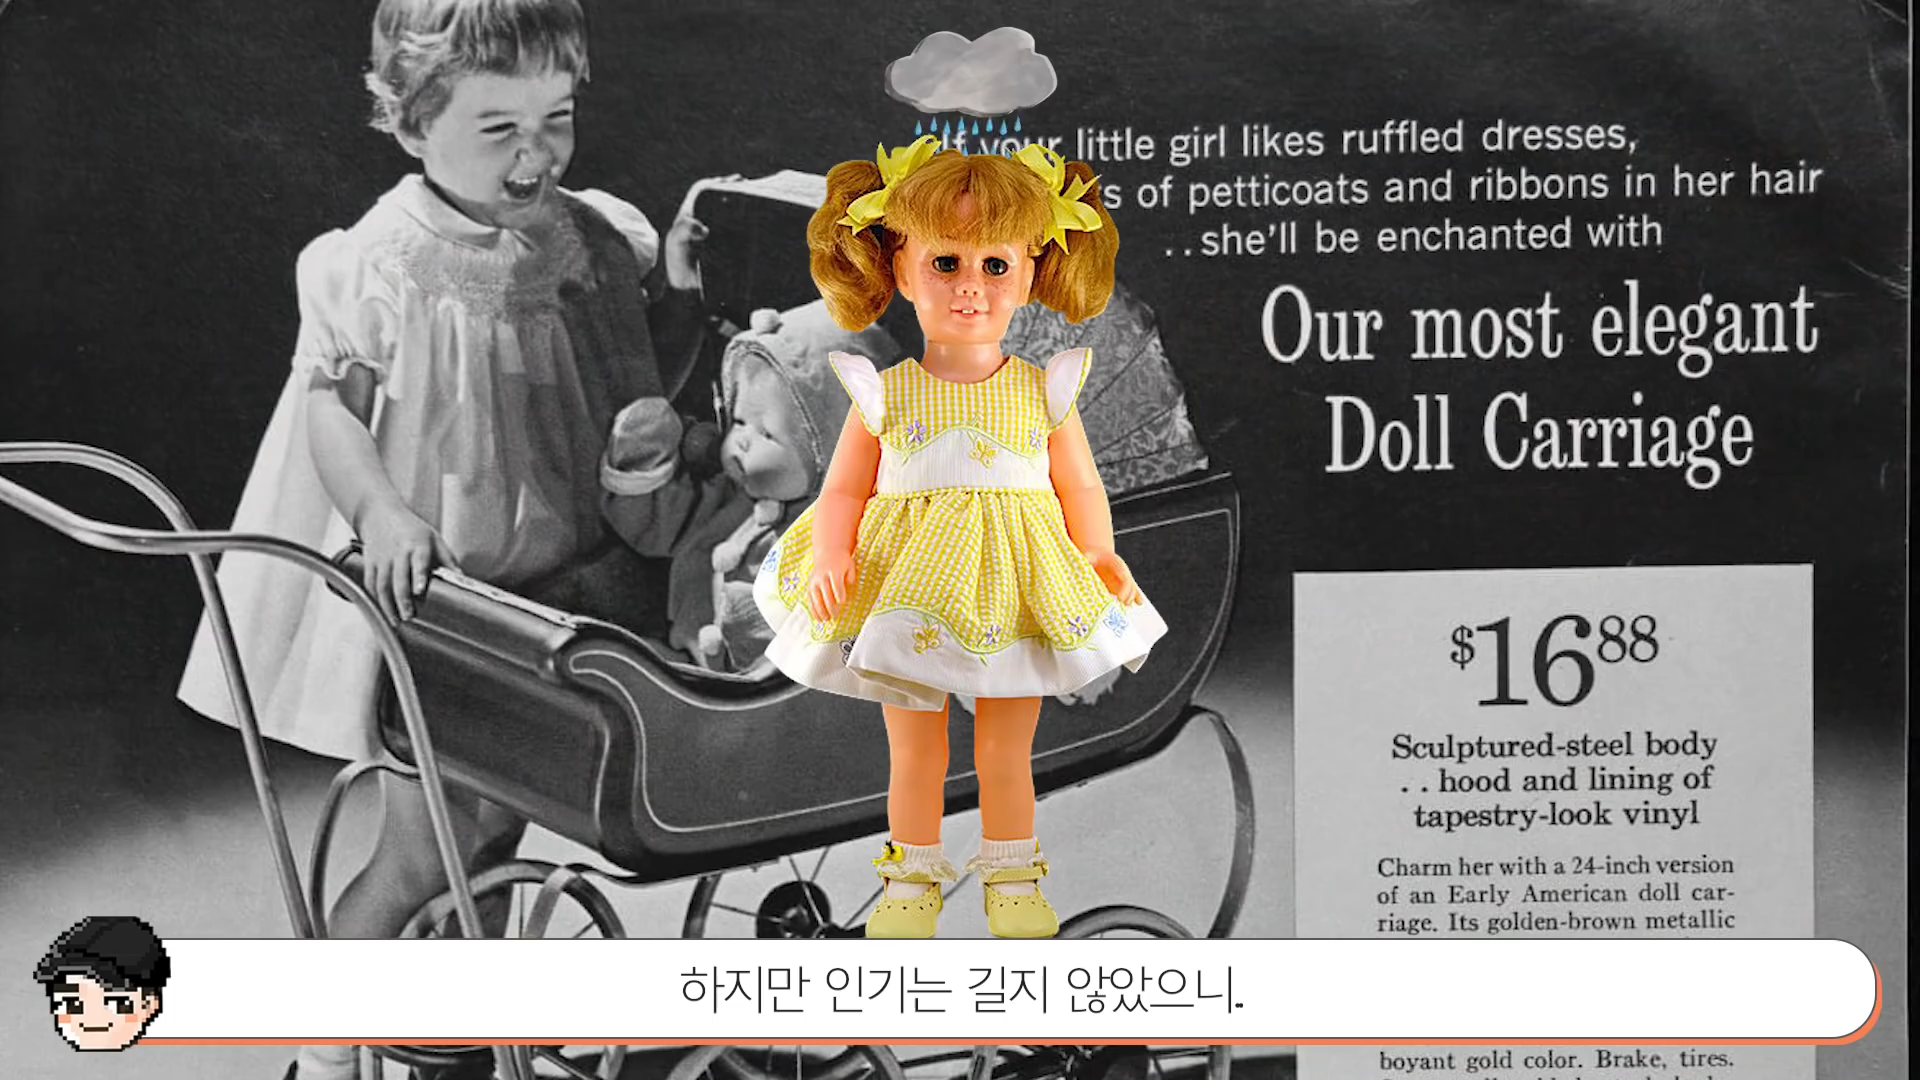 If your little girl likes ruffled dresses,
of petticoats and ribbons in her hair
..she'll be enchanted with
Our most elegant
Doll Carriage
$16 88
Sculptured-steel body
..hood and lining of
tapestry-look vinyl
Charm her with a 24-inch version
of an Early American doll car-
riage. Its golden-brown metallic
하지만 인기는 길지 않았으니..
boyant gold color. Brake, tires.